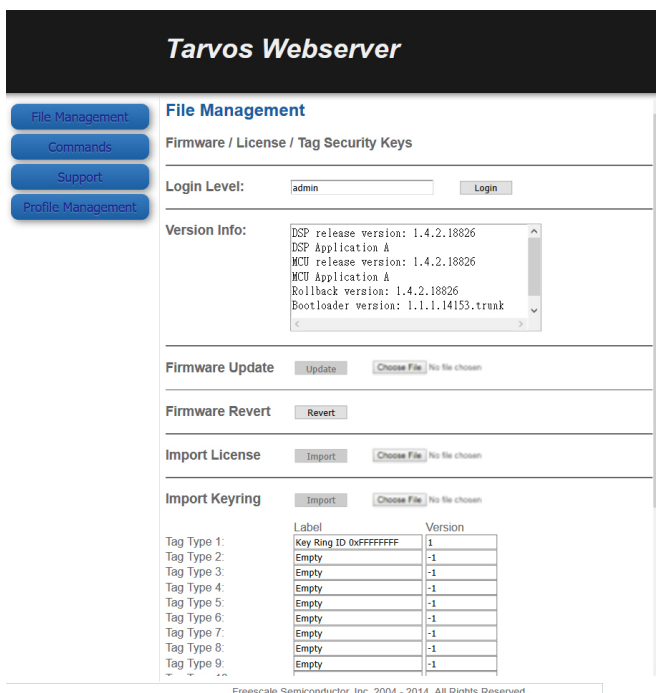 Tarvos Webserver
File Management
Commands
Support
Profile Management
File Management
Firmware / License / Tag Security Keys
Login Level: admin Login
Version Info:
DSP release version: 1.4.2.18826
DSP Application A
MCU release version: 1.4.2.18826
MCU Application A
Rollback version: 1.4.2.18826
Bootloader version: 1.1.1.14153.trunk
Firmware Update Update Choose File No file chosen
Firmware Revert Revert
Import License Import Choose File No file chosen
Import Keyring Import Choose File No file chosen
Label Version
Tag Type 1: Key Ring ID 0xFFFFFFFF 1
Tag Type 2: Empty -1
Tag Type 3: Empty -1
Tag Type 4: Empty -1
Tag Type 5: Empty -1
Tag Type 6: Empty -1
Tag Type 7: Empty -1
Tag Type 8: Empty -1
Tag Type 9: Empty -1
Freescale Semiconductor, Inc. 2004 - 2014. All Rights Reserved